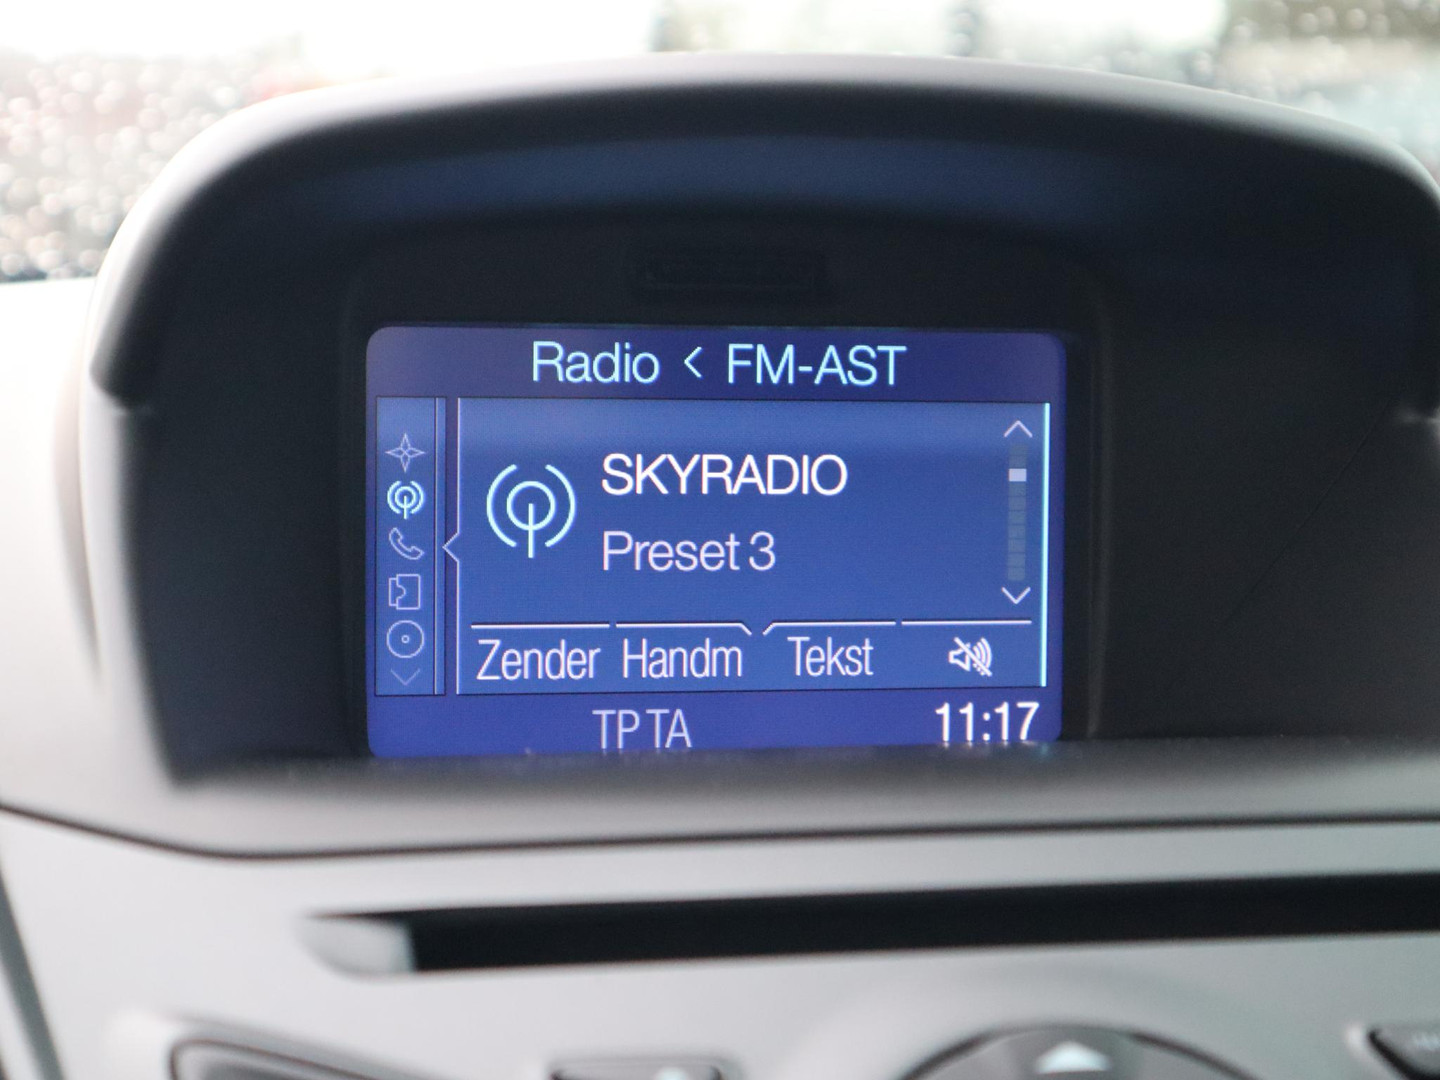 Radio < FM-AST
SKYRADIO
Preset 3
Zender Handm Tekst
TP TA 11:17